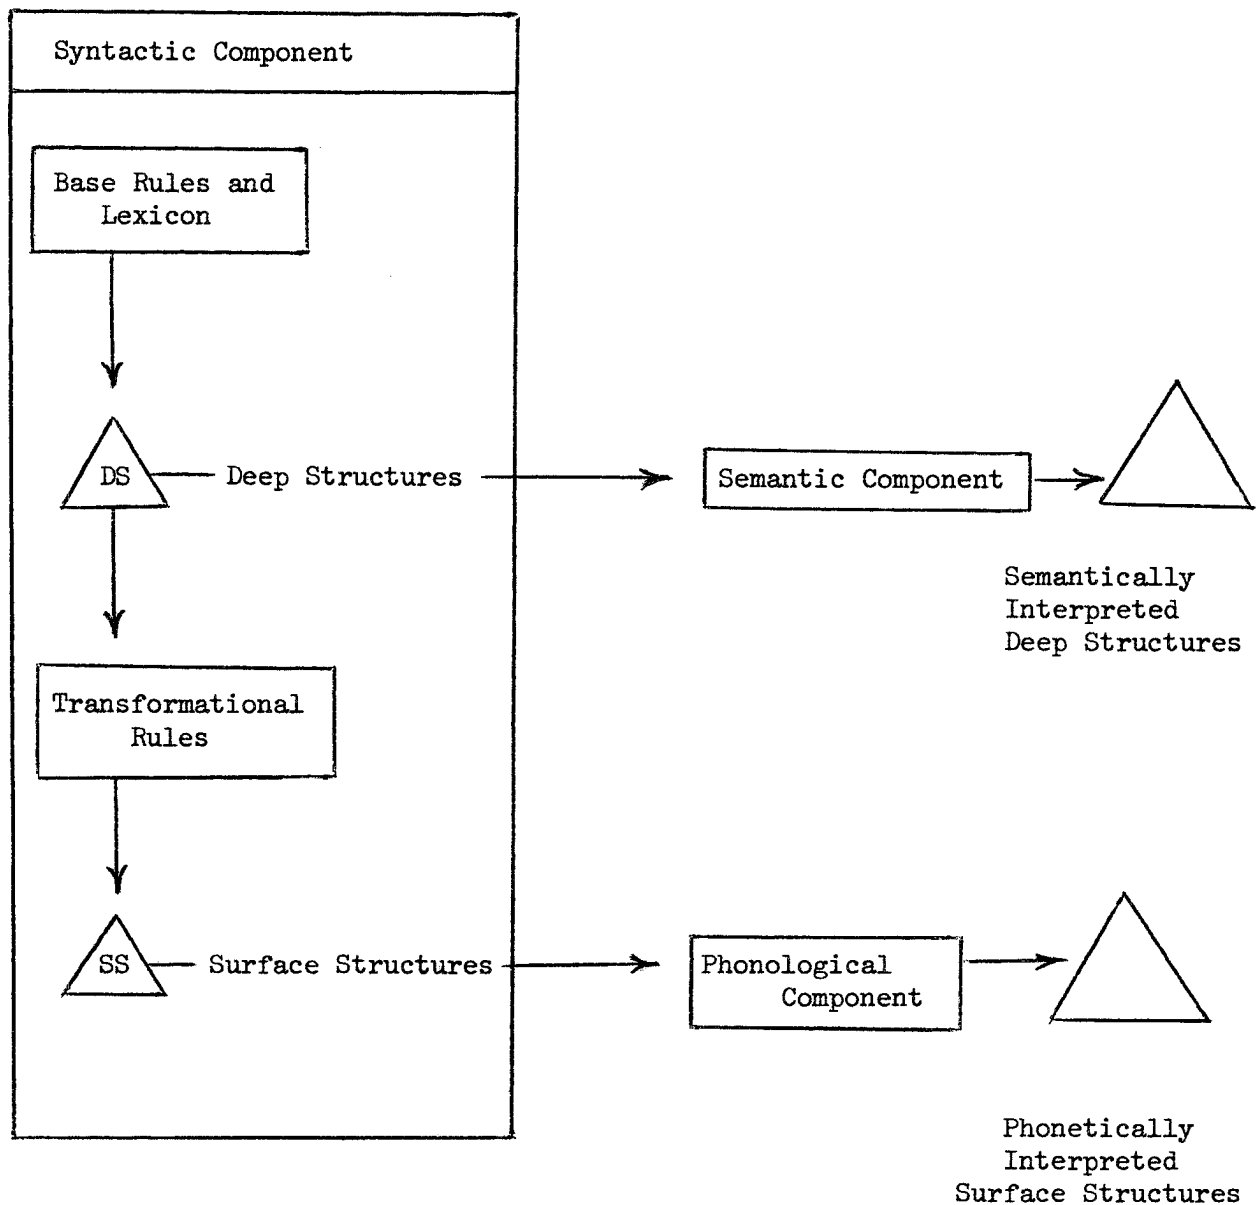 Syntactic Component
Base Rules and
Lexicon
DS
Deep Structures
Semantic Component
Semantically
Interpreted
Deep Structures
Transformational
Rules
SS
Surface Structures
Phonological
Component
Phonetically
Interpreted
Surface Structures